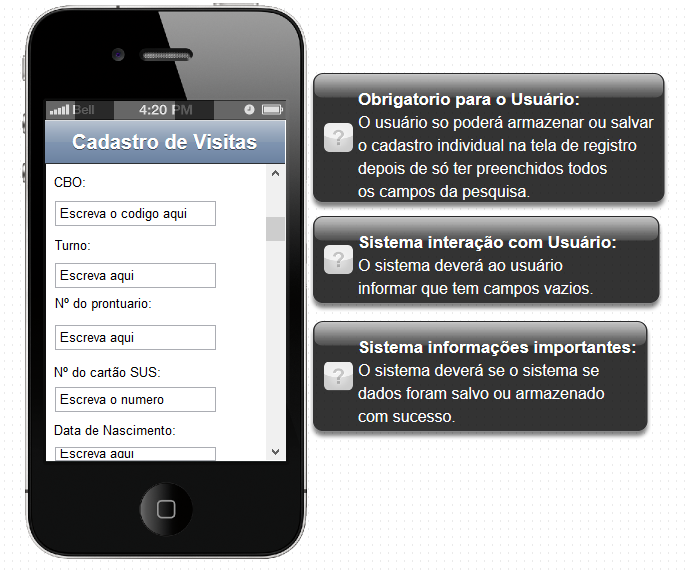 Bell 4:20 PM
Cadastro de Visitas
CBO:
Escreva o codigo aqui
Turno:
Escreva aqui
Nº do prontuario:
Escreva aqui
Nº do cartão SUS:
Escreva o numero
Data de Nascimento:
Escreva aqui
Obrigatorio para o Usuário:
O usuário so poderá armazenar ou salvar
o cadastro individual na tela de registro
depois de só ter preenchidos todos
os campos da pesquisa.
?
Sistema interação com Usuário:
O sistema deverá ao usuário
informar que tem campos vazios.
?
Sistema informações importantes:
O sistema deverá se o sistema se
dados foram salvo ou armazenado
com sucesso.
?